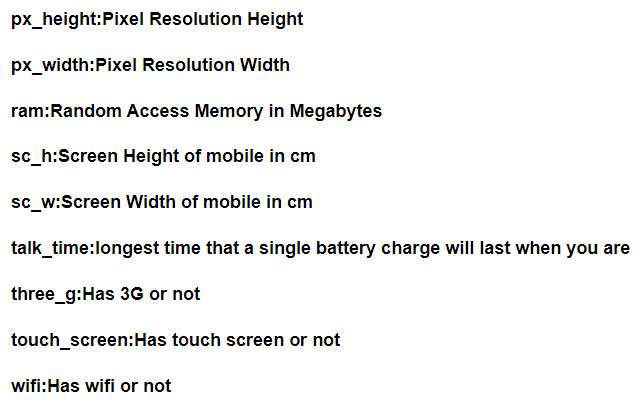 px_height:Pixel Resolution Height
px_width:Pixel Resolution Width
ram:Random Access Memory in Megabytes
sc_h:Screen Height of mobile in cm
sc_w:Screen Width of mobile in cm
talk_time:longest time that a single battery charge will last when you are
three_g:Has 3G or not
touch_screen:Has touch screen or not
wifi:Has wifi or not